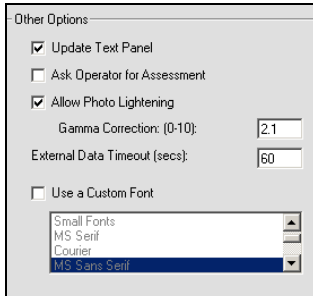 Other Options
Update Text Panel
Ask Operator for Assessment
Allow Photo Lightening
Gamma Correction: (0-10): 2.1
External Data Timeout (secs): 60
Use a Custom Font
Small Fonts
MS Serif
Courier
MS Sans Serif